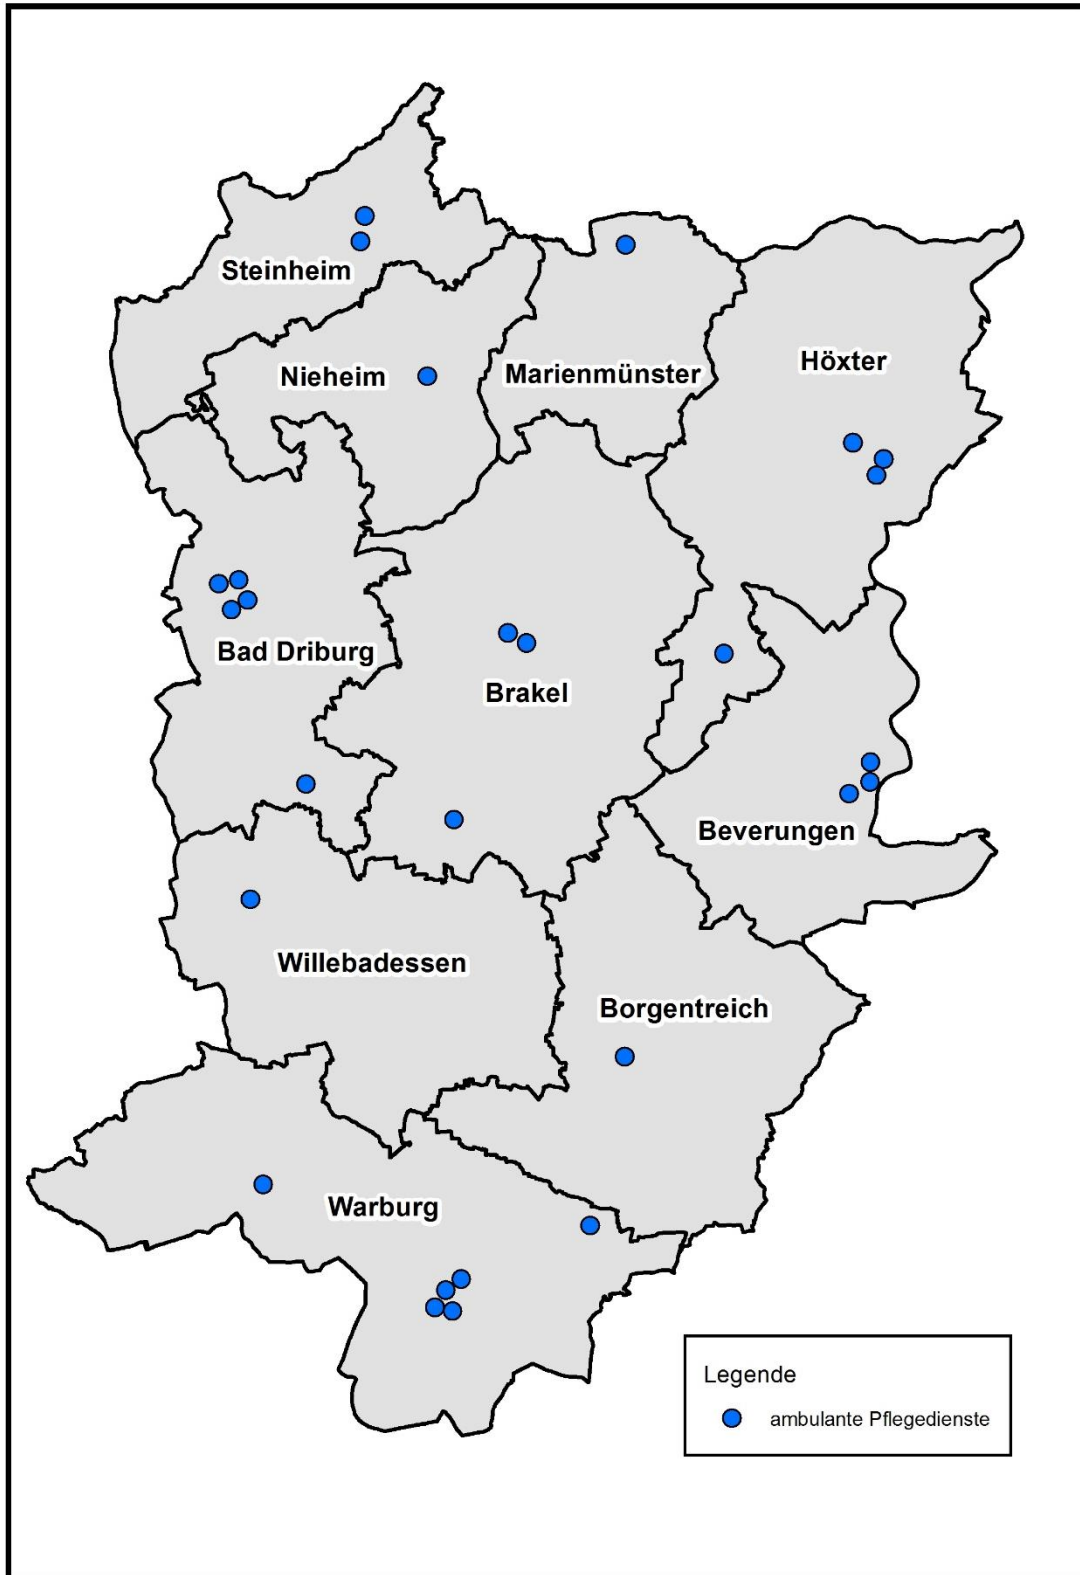 Steinheim
Nieheim
Marienmünster
Höxter
Bad Driburg
Brakel
Beverungen
Willebadessen
Borgentreich
Warburg
Legende
ambulante Pflegedienste